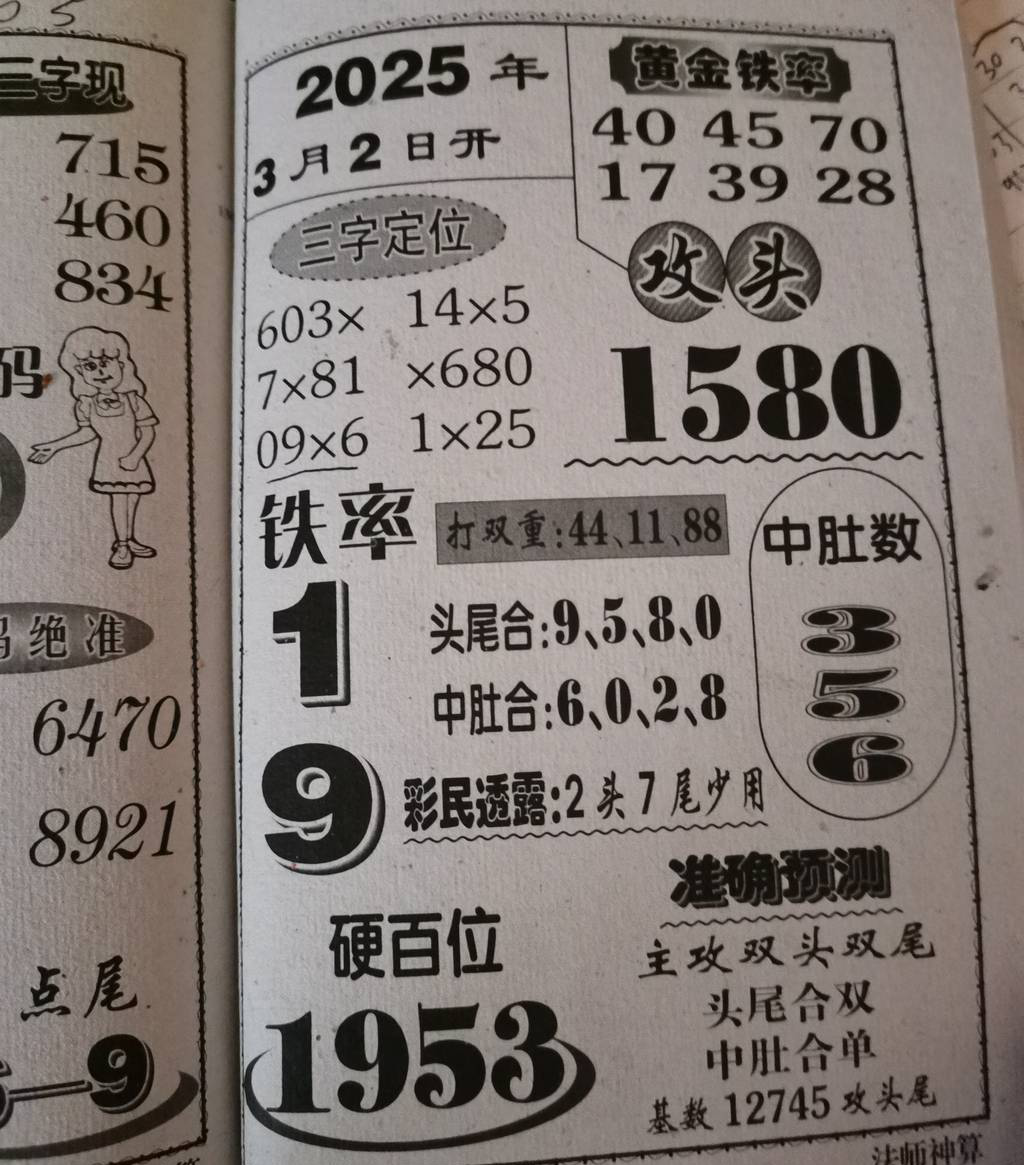 三字现
715
460
834
码
码绝准
6470
8921
点尾
9
2025年
3月2日开
黄金铁率
40 45 70
17 39 28
三字定位
603× 14×5
7×81 ×680
09×6 1×25
攻头
1580
铁率
19
打双重:44、11、88
头尾合:9、5、8、0
中肚合:6、0、2、8
彩民透露:2头7尾少用
中肚数
3
5
6
硬百位
1953
准确预测
主攻双头双尾
头尾合双
中肚合单
基数12745攻头尾
法师神算